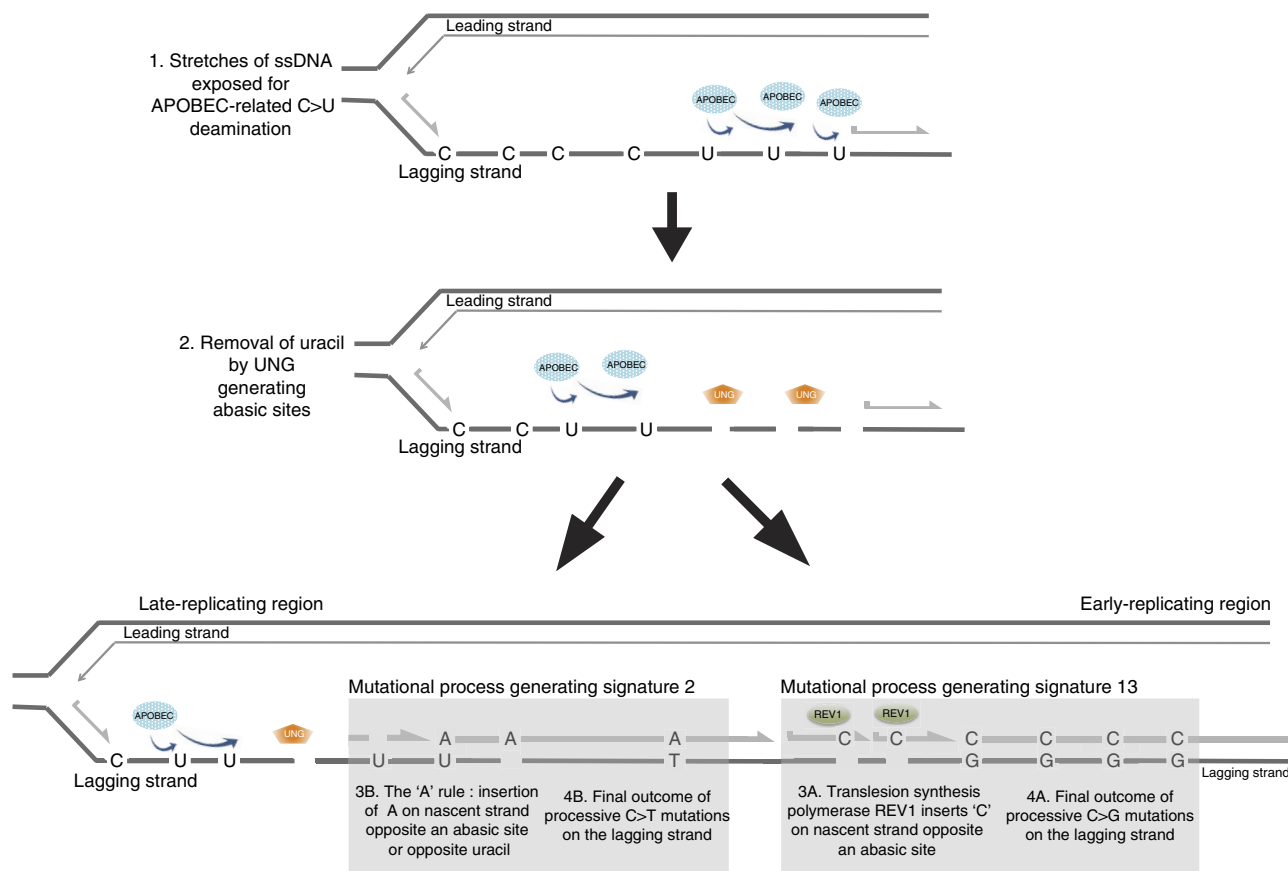 Leading strand
1. Stretches of ssDNA
exposed for
APOBEC-related C>U
deamination
APOBEC APOBEC APOBEC
C C C C U U U
Lagging strand
Leading strand
2. Removal of uracil
by UNG
generating
abasic sites
APOBEC APOBEC UNG UNG
C C U U
Lagging strand
Late-replicating region
Early-replicating region
Leading strand
Mutational process generating signature 2
Mutational process generating signature 13
APOBEC UNG REV1 REV1
A A A C C C C C C
C U U U U T G G G G
Lagging strand
Lagging strand
3B. The ‘A’ rule : insertion
of A on nascent strand
opposite an abasic site
or opposite uracil
4B. Final outcome of
processive C>T mutations
on the lagging strand
3A. Translesion synthesis
polymerase REV1 inserts ‘C’
on nascent strand opposite
an abasic site
4A. Final outcome of
processive C>G mutations
on the lagging strand